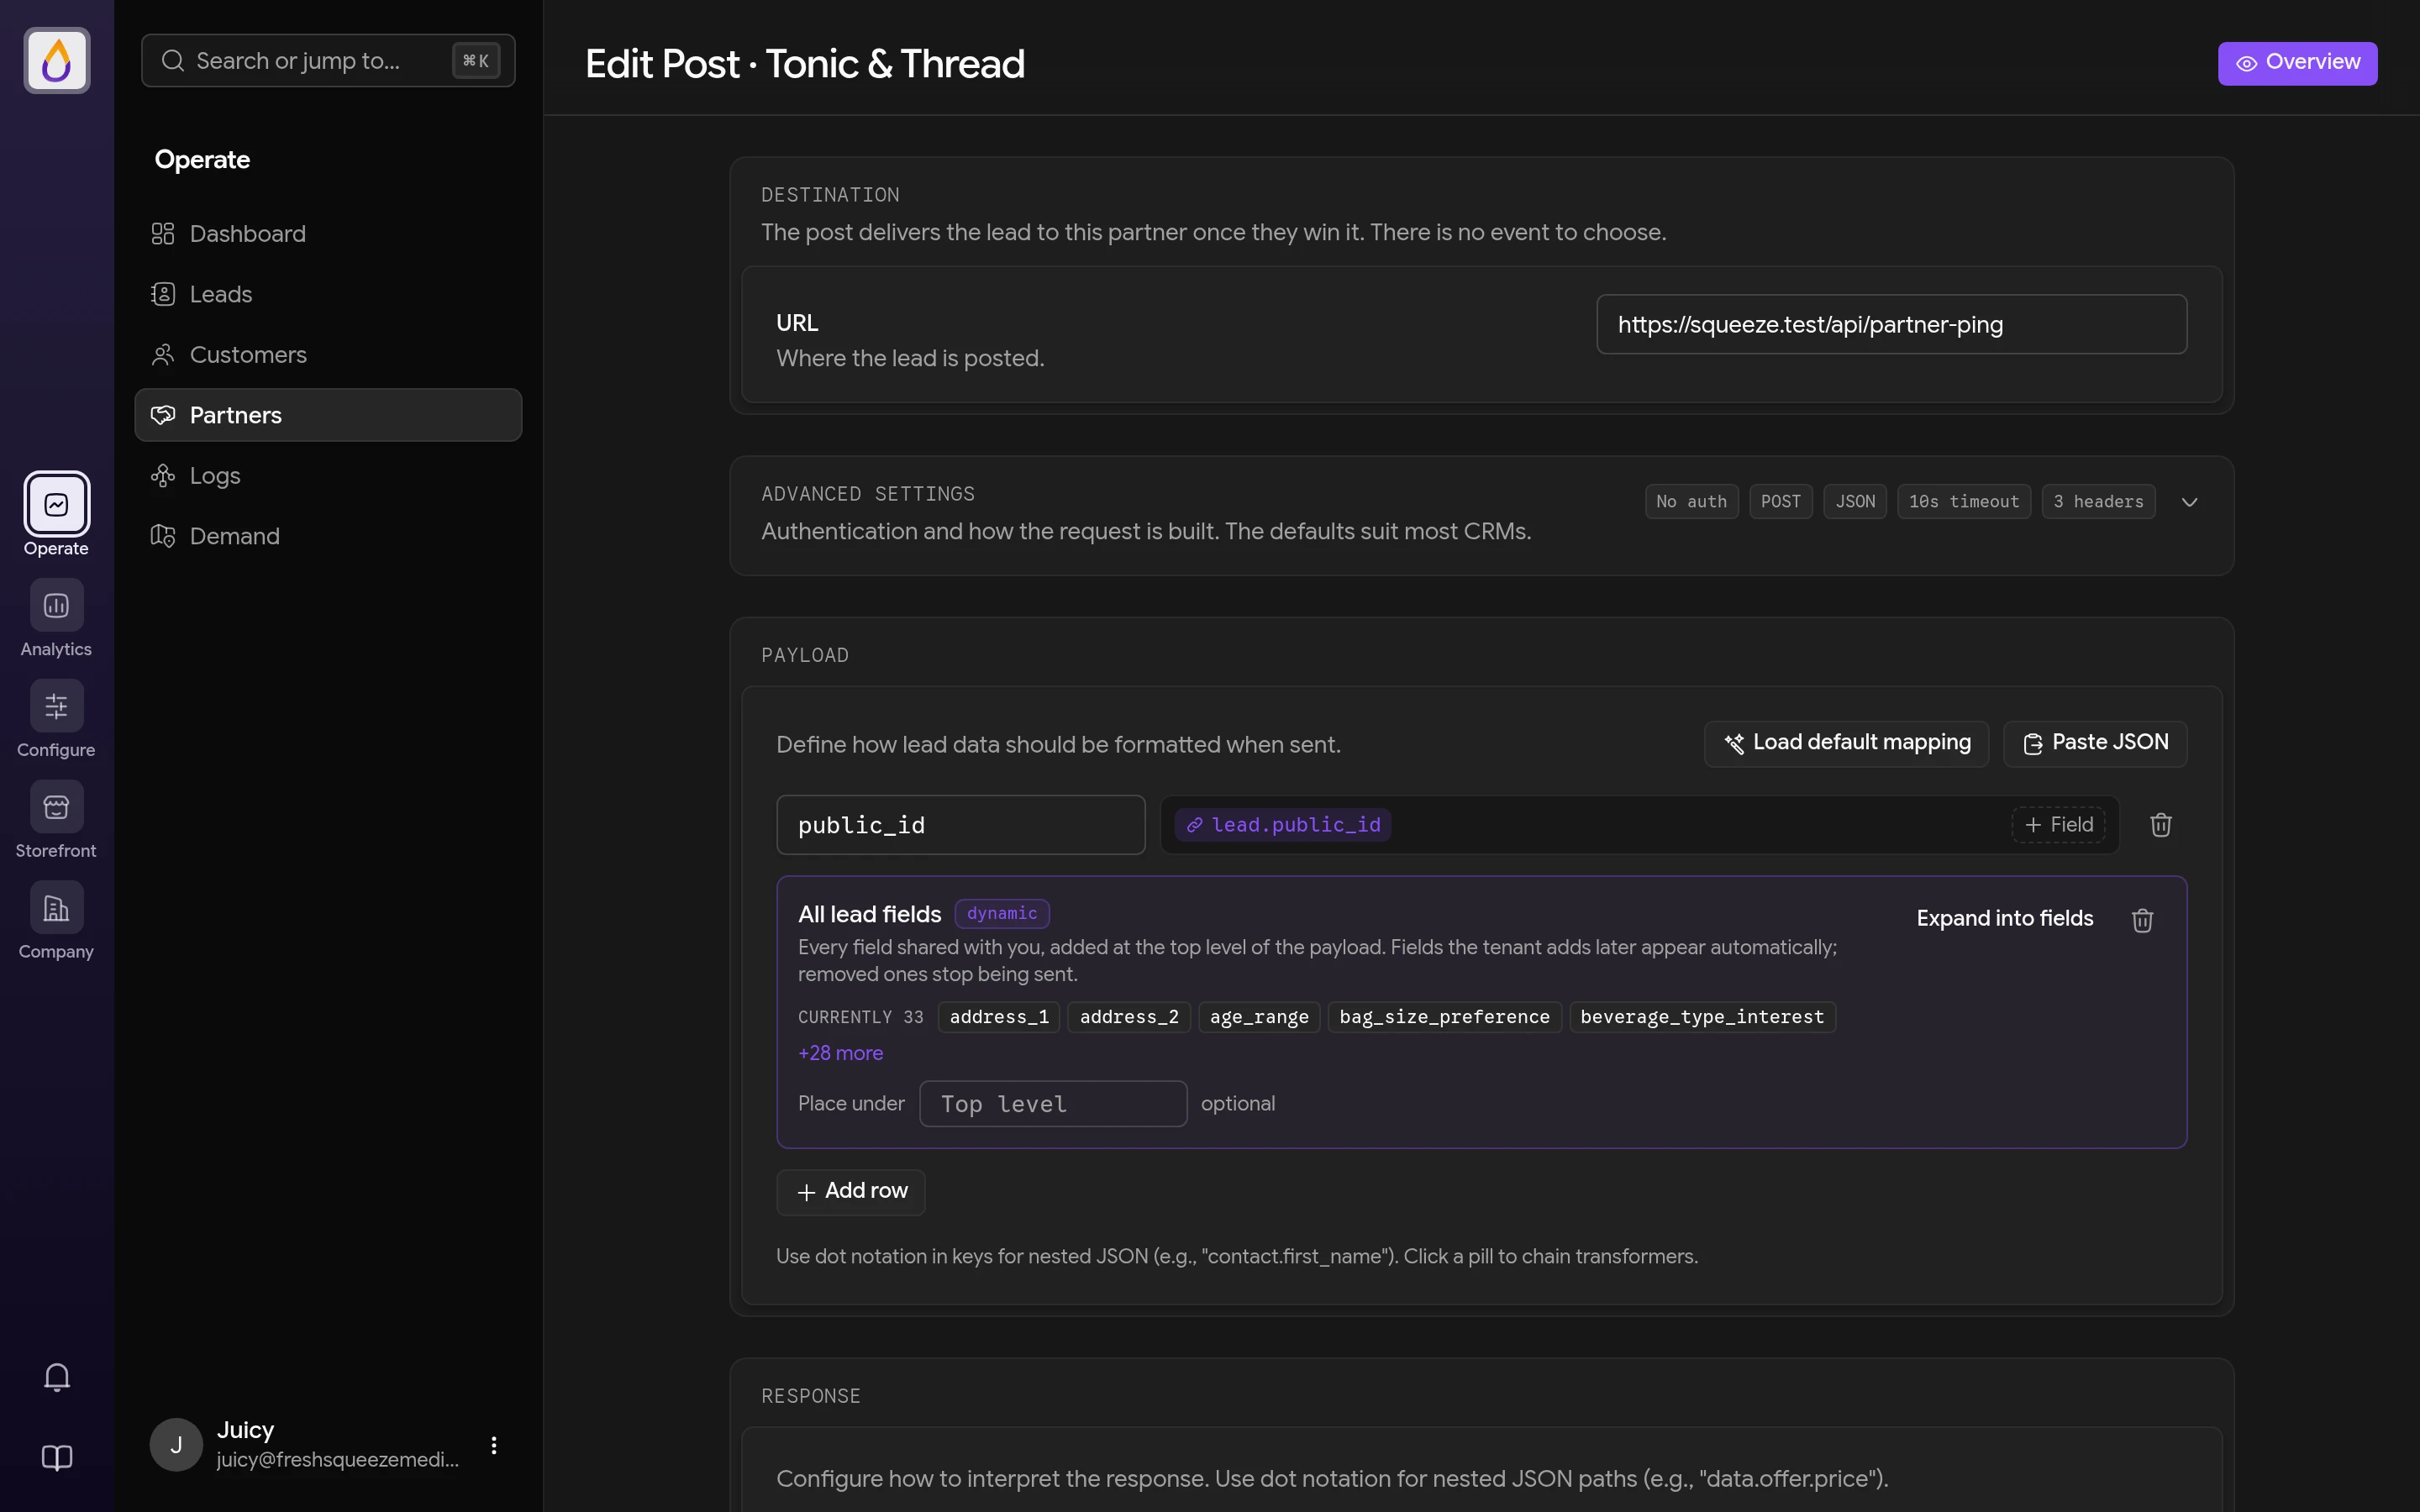 Search or jump to...
⌘K
Operate
Dashboard
Leads
Customers
Partners
Logs
Demand
Operate
Analytics
Configure
Storefront
Company
J
Juicy
juicy@freshsqueezemedi...
Edit Post · Tonic & Thread
Overview
DESTINATION
The post delivers the lead to this partner once they win it. There is no event to choose.
URL
Where the lead is posted.
https://squeeze.test/api/partner-ping
ADVANCED SETTINGS
Authentication and how the request is built. The defaults suit most CRMs.
No auth
POST
JSON
10s timeout
3 headers
PAYLOAD
Define how lead data should be formatted when sent.
Load default mapping
Paste JSON
public_id
lead.public_id
+ Field
All lead fields
dynamic
Expand into fields
Every field shared with you, added at the top level of the payload. Fields the tenant adds later appear automatically;
removed ones stop being sent.
CURRENTLY 33
address_1
address_2
age_range
bag_size_preference
beverage_type_interest
+28 more
Place under
Top level
optional
+ Add row
Use dot notation in keys for nested JSON (e.g., "contact.first_name"). Click a pill to chain transformers.
RESPONSE
Configure how to interpret the response. Use dot notation for nested JSON paths (e.g., "data.offer.price").